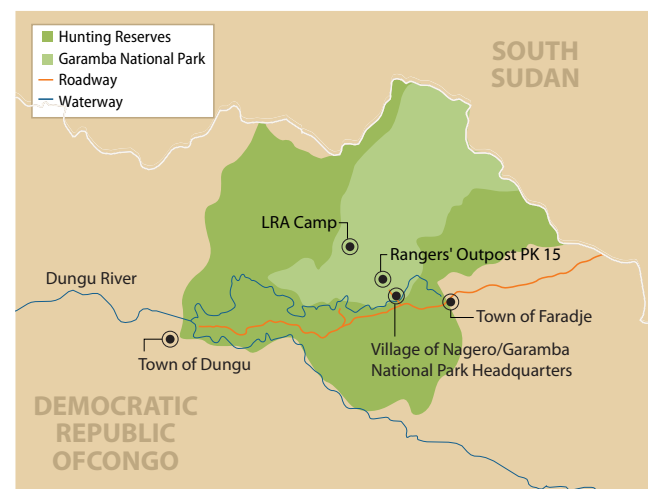 Hunting Reserves
Garamba National Park
Roadway
Waterway
SOUTH
SUDAN
LRA Camp
Rangers' Outpost PK 15
Dungu River
Town of Faradje
Village of Nagero/Garamba
National Park Headquarters
Town of Dungu
DEMOCRATIC
REPUBLIC
OFCONGO